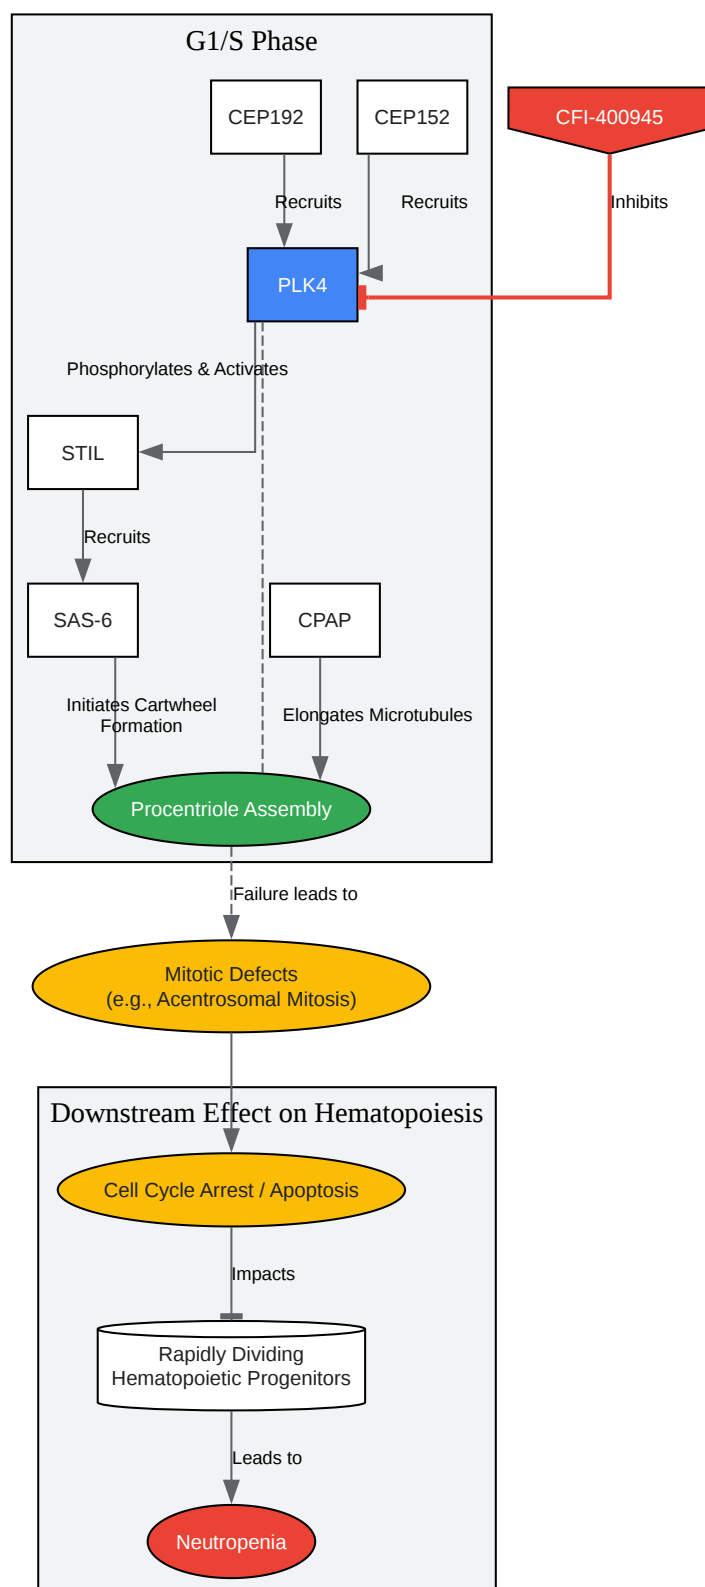 G1/S Phase
CEP192
CEP152
CFI-400945
Recruits
Recruits
Inhibits
PLK4
Phosphorylates & Activates
STIL
Recruits
SAS-6
CPAP
Initiates Cartwheel
Formation
Elongates Microtubules
Procentriole Assembly
Failure leads to
Mitotic Defects
(e.g., Acentrosomal Mitosis)
Downstream Effect on Hematopoiesis
Cell Cycle Arrest / Apoptosis
Impacts
Rapidly Dividing
Hematopoietic Progenitors
Leads to
Neutropenia